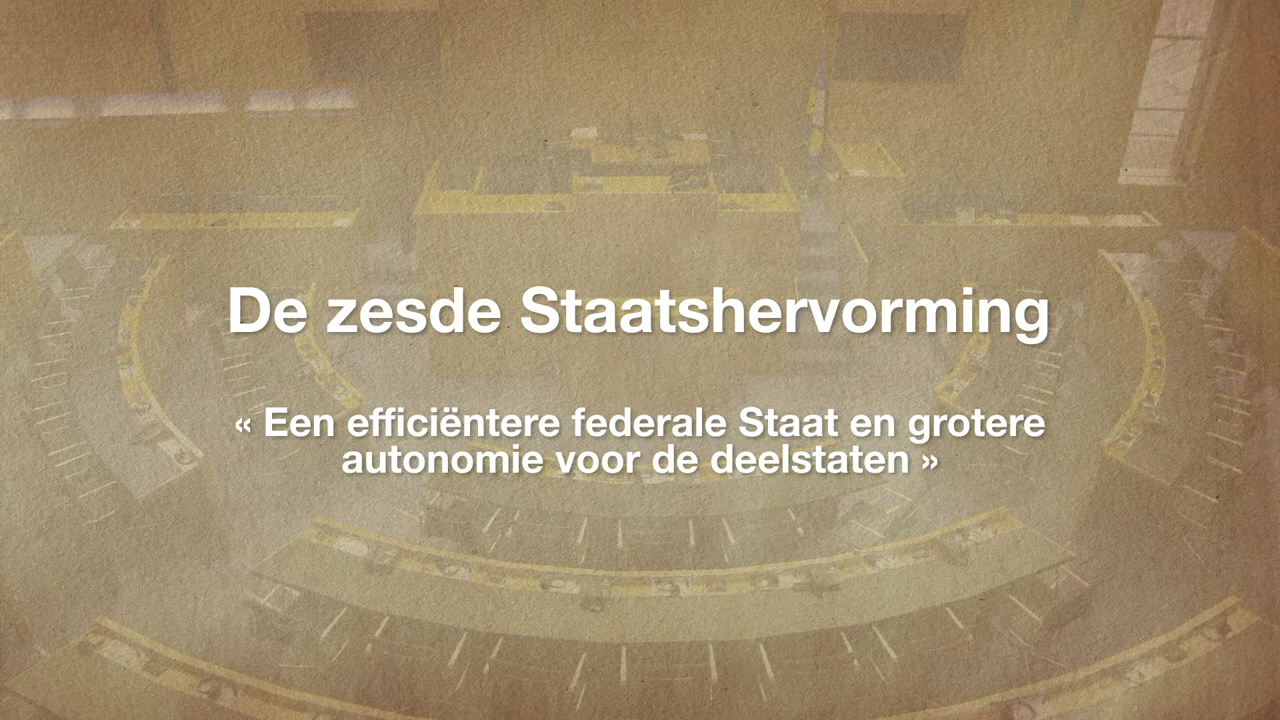 De zesde Staatshervorming
« Een efficiëntere federale Staat en grotere
autonomie voor de deelstaten »